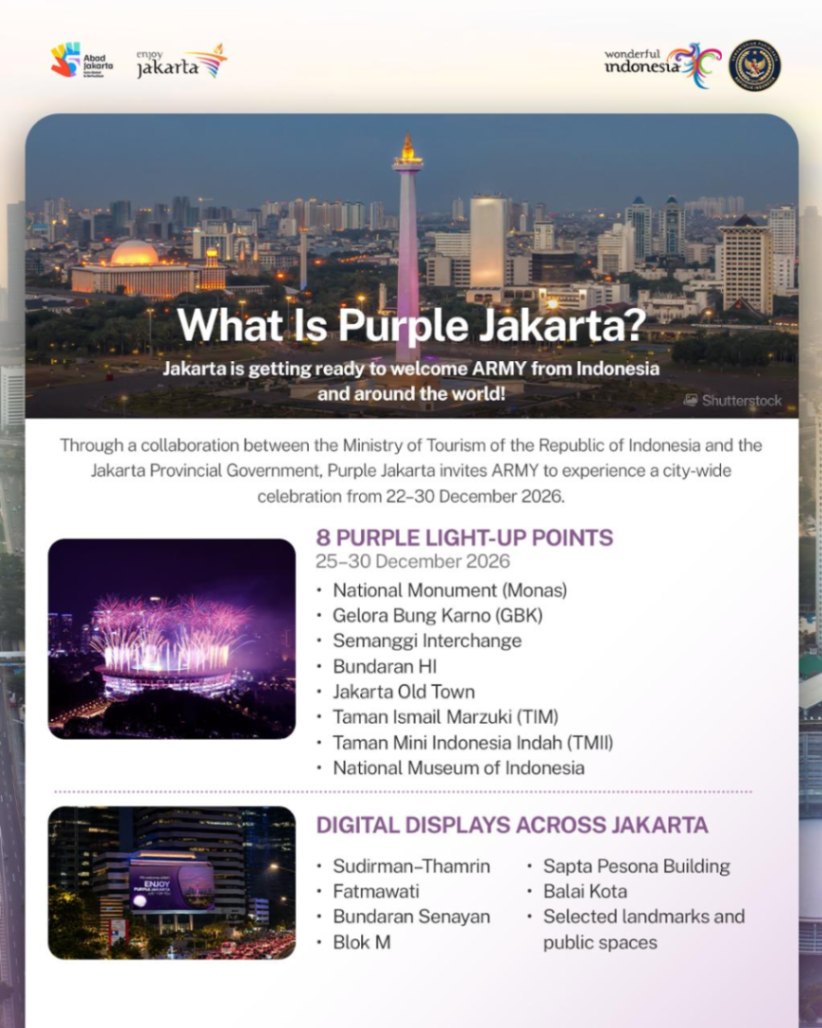 Abad
Jakarta
enjoy
jakarta
wonderful
indonesia
What Is Purple Jakarta?
Jakarta is getting ready to welcome ARMY from Indonesia
and around the world!
Shutterstock
Through a collaboration between the Ministry of Tourism of the Republic of Indonesia and the
Jakarta Provincial Government, Purple Jakarta invites ARMY to experience a city-wide
celebration from 22–30 December 2026.
8 PURPLE LIGHT-UP POINTS
25–30 December 2026
• National Monument (Monas)
• Gelora Bung Karno (GBK)
• Semanggi Interchange
• Bundaran HI
• Jakarta Old Town
• Taman Ismail Marzuki (TIM)
• Taman Mini Indonesia Indah (TMII)
• National Museum of Indonesia
ENJOY
PURPLE JAKARTA
DIGITAL DISPLAYS ACROSS JAKARTA
• Sudirman–Thamrin
• Fatmawati
• Bundaran Senayan
• Blok M
• Sapta Pesona Building
• Balai Kota
• Selected landmarks and
public spaces